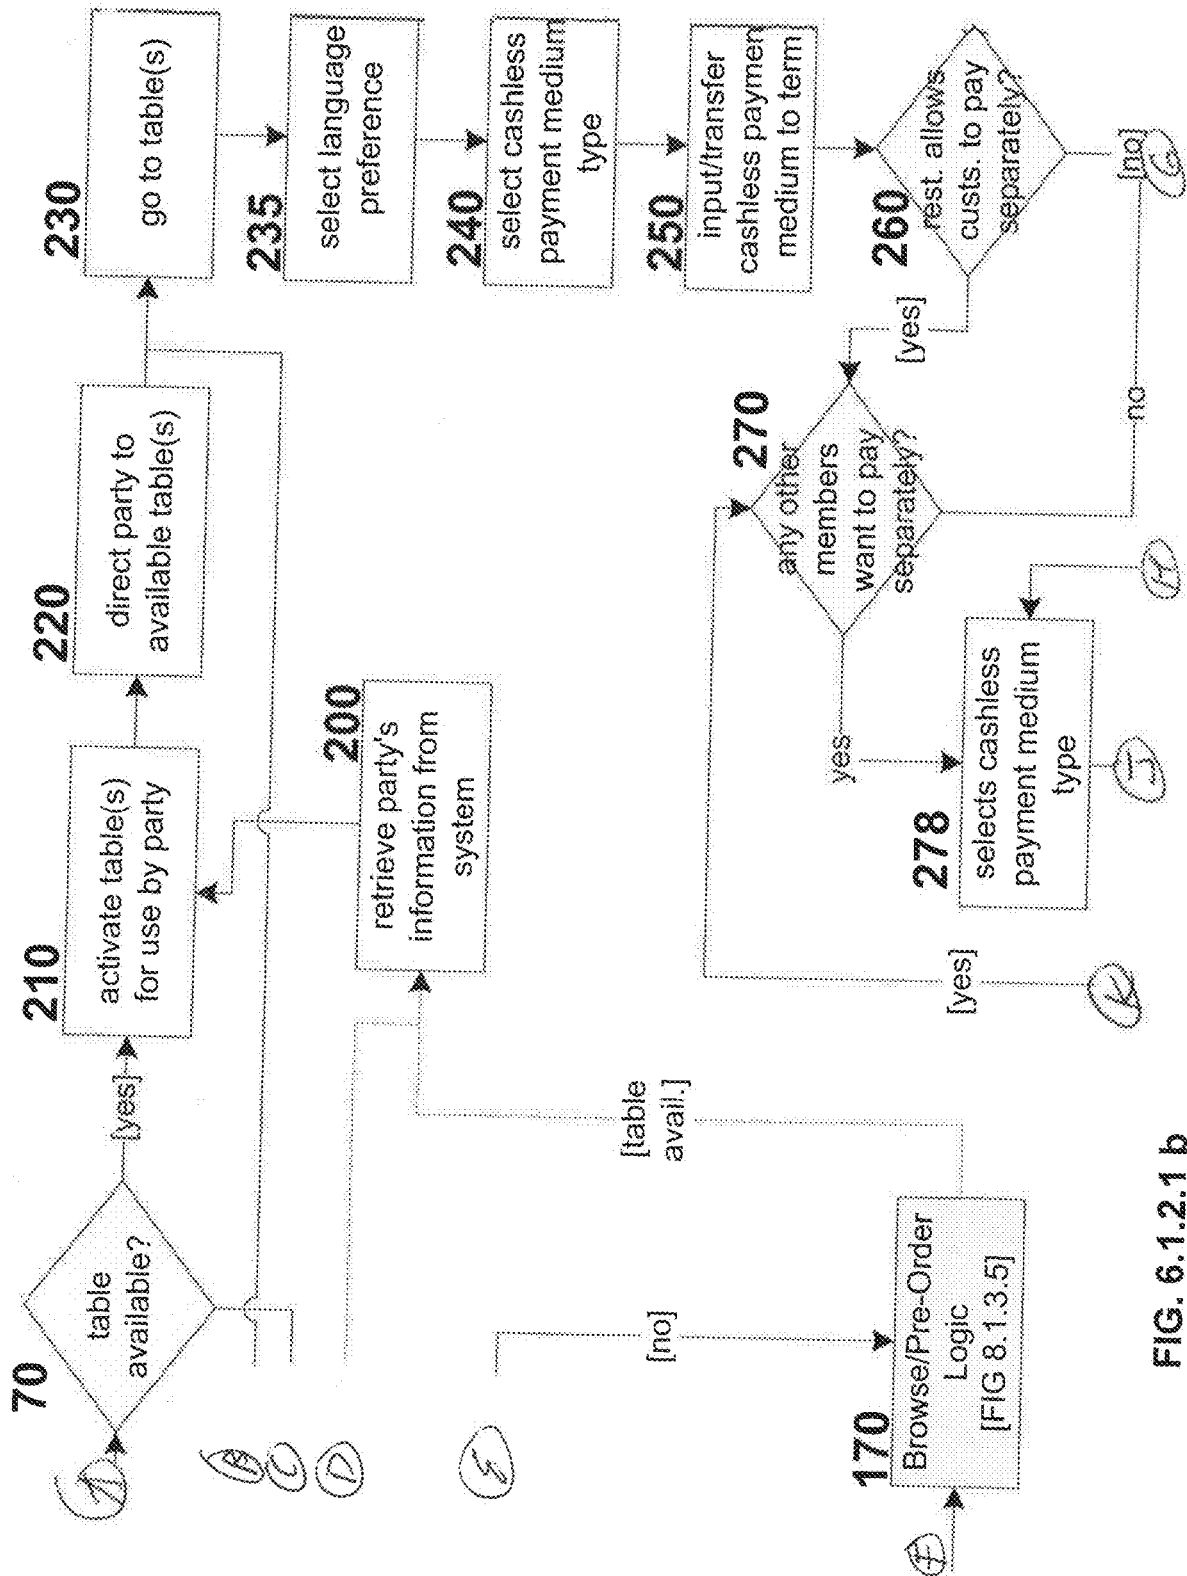 70
table
available?
[yes]
210
activate table(s)
for use by party
220
direct party to
available table(s)
230
go to table(s)
235
select language
preference
240
select cashless
payment medium
type
250
input/transfer
cashless paymen
medium to term
260
rest. allows
custs. to pay
separately?
[no]
G
[yes]
270
any other
members
want to pay
separately?
no
yes
278
selects cashless
payment medium
type
H
J
K
[yes]
200
retrieve party's
information from
system
[table
avail.]
[no]
170
Browse/Pre-Order
Logic
[FIG 8.1.3.5]
A
B
C
D
E
F
FIG. 6.1.2.1 b